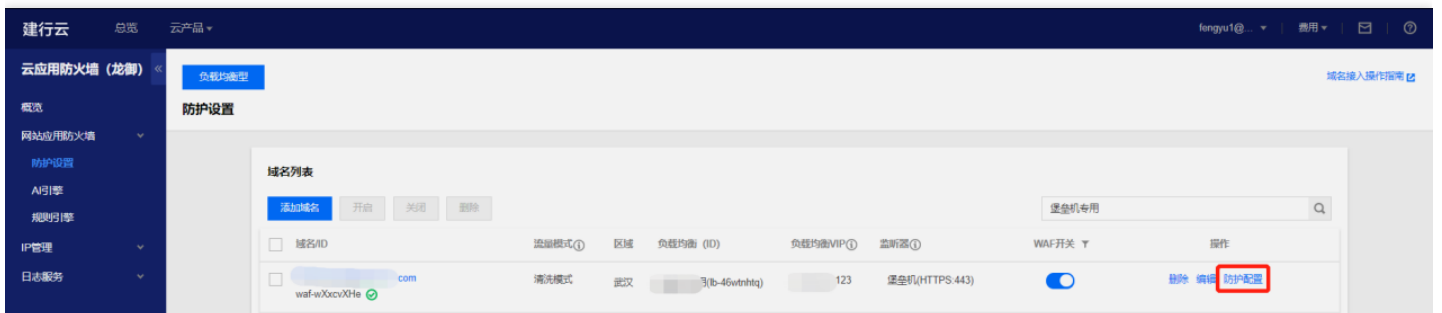 建行云 总览 云产品 fengyu1@... 费用
云应用防火墙（龙御） 负载均衡型 域名接入操作指南
概览 防护设置
网站应用防火墙
防护设置
域名列表
AI引擎
添加域名 开启 关闭 删除 堡垒机专用
规则引擎
IP管理 域名/ID 流量模式 区域 负载均衡 (ID) 负载均衡VIP 监听器 WAF开关 操作
日志服务 com 清洗模式 武汉 (lb-46wtnhtq) 123 堡垒机(HTTPS:443) 删除 编辑 防护配置
waf-wXxcvXHe